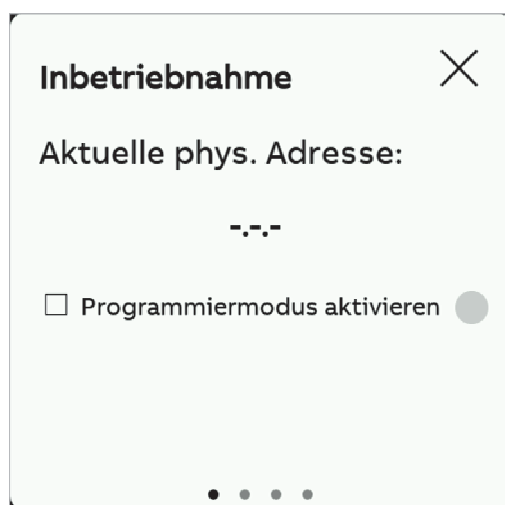 Inbetriebnahme
Aktuelle phys. Adresse:
-.-.-
Programmiermodus aktivieren